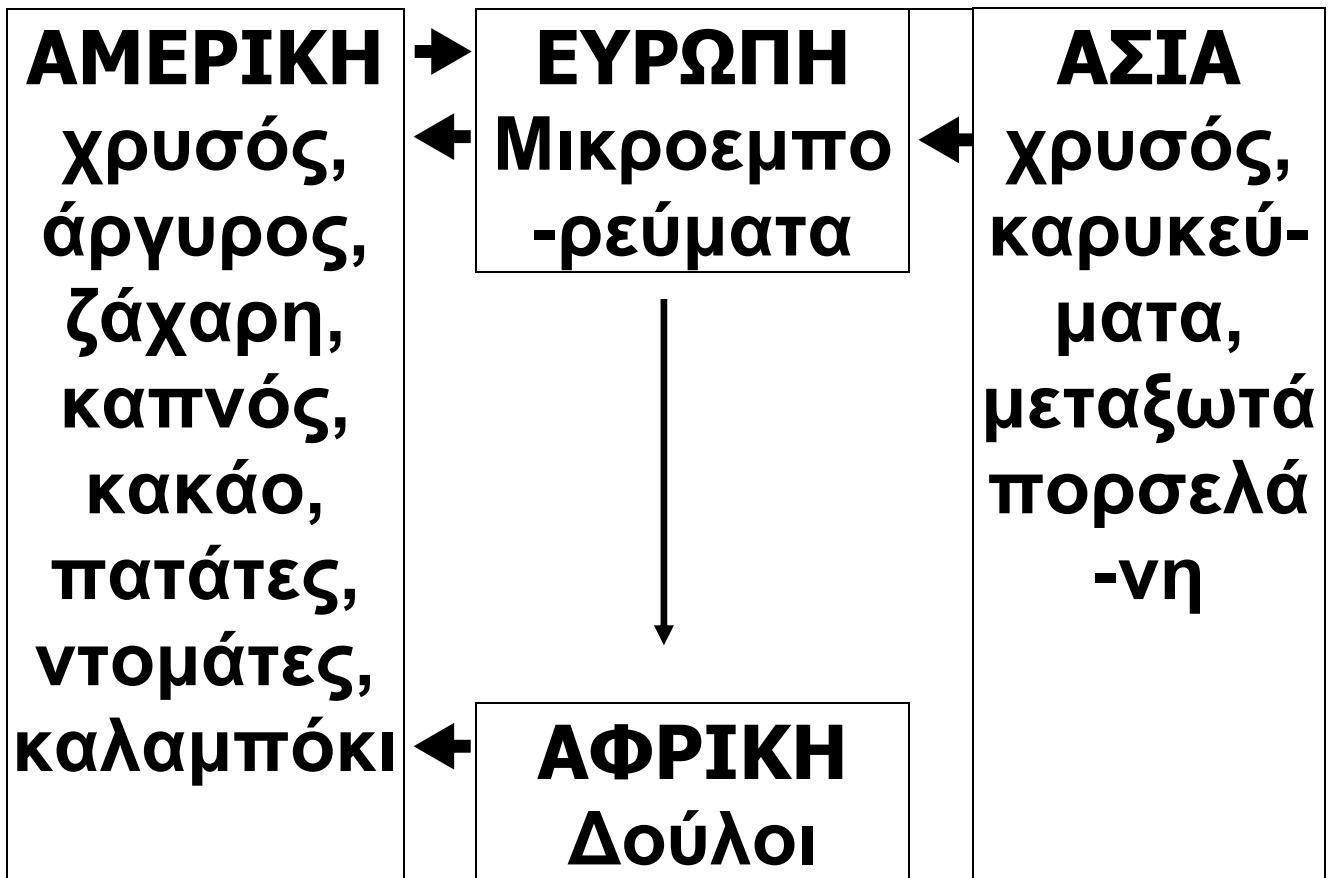 ΑΜΕΡΙΚΗ
χρυσός,
άργυρος,
ζάχαρη,
καπνός,
κακάο,
πατάτες,
ντομάτες,
καλαμπόκι
ΕΥΡΩΠΗ
Μικροεμπο
-ρεύματα
ΑΦΡΙΚΗ
Δούλοι
ΑΣΙΑ
χρυσός,
καρυκεύ-
ματα,
μεταξωτά
πορσελά
-νη